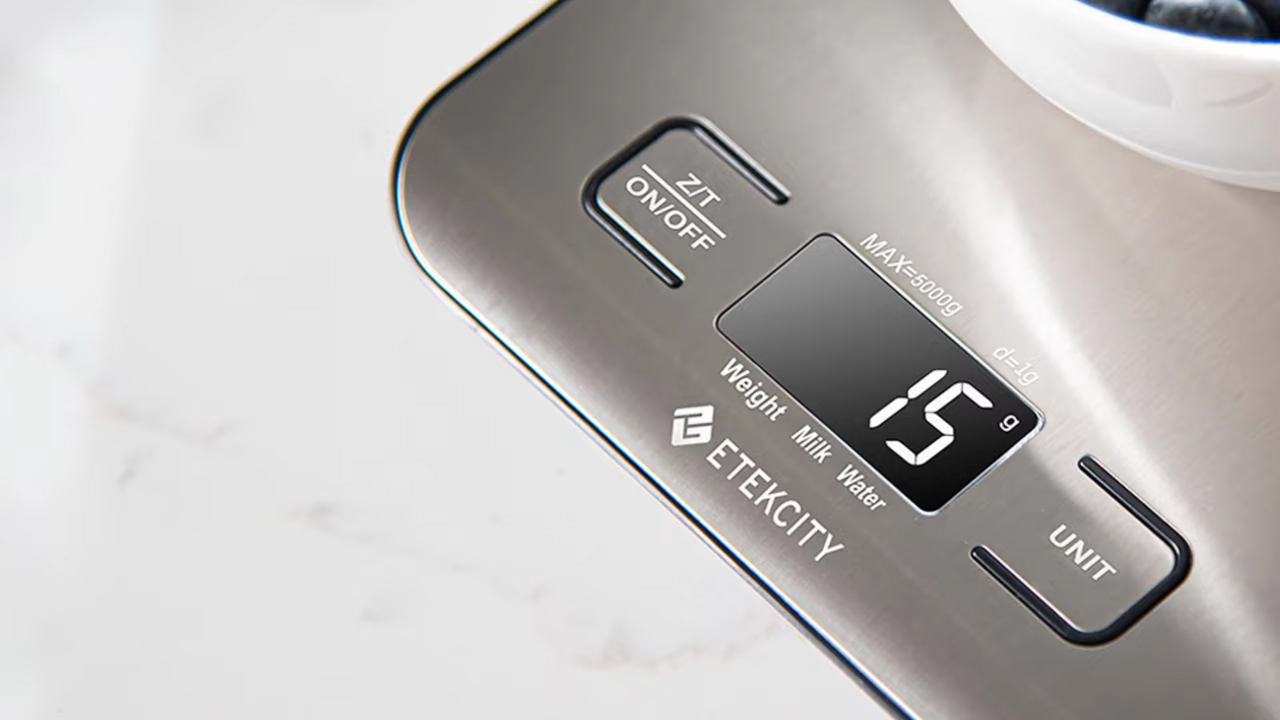 Z/T
ON/OFF
MAX=5000g
d=1g
15 g
Weight Milk Water
ETEKCITY
UNIT